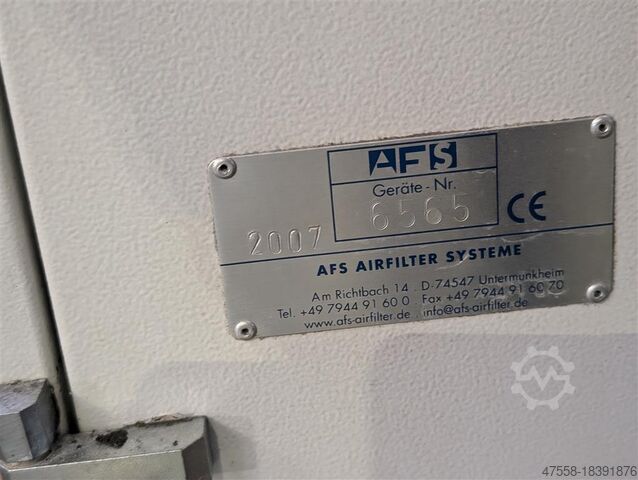 AFS
Geräte-Nr.
2007 6565 CE
AFS AIRFILTER SYSTEME
Am Richtbach 14 . D-74547 Untermünkheim
Tel. +49 7944 91 60 0 Fax +49 7944 91 60 70
www.afs-airfilter.de . info@afs-airfilter.de
47558-18391876